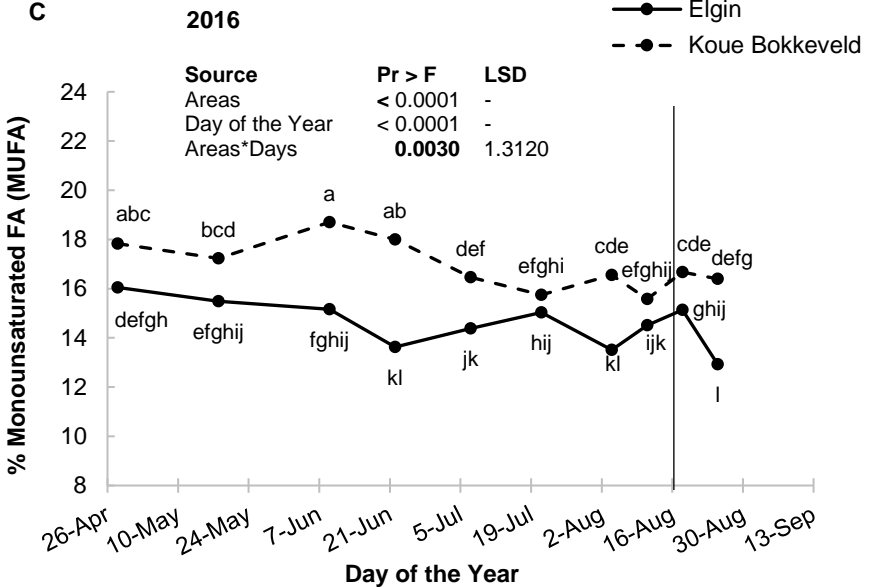 C
2016
Elgin
Koue Bokkeveld
Source Pr > F LSD
Areas < 0.0001 -
Day of the Year < 0.0001 -
Areas*Days 0.0030 1.3120
% Monounsaturated FA (MUFA)
24
22
20
18
16
14
12
10
8
abc
bcd
a
ab
def
efghi
cde
efghij
cde
defg
defgh
efghij
fghij
kl
jk
hij
kl
ijk
ghij
l
26-Apr
10-May
24-May
7-Jun
21-Jun
5-Jul
19-Jul
2-Aug
16-Aug
30-Aug
13-Sep
Day of the Year